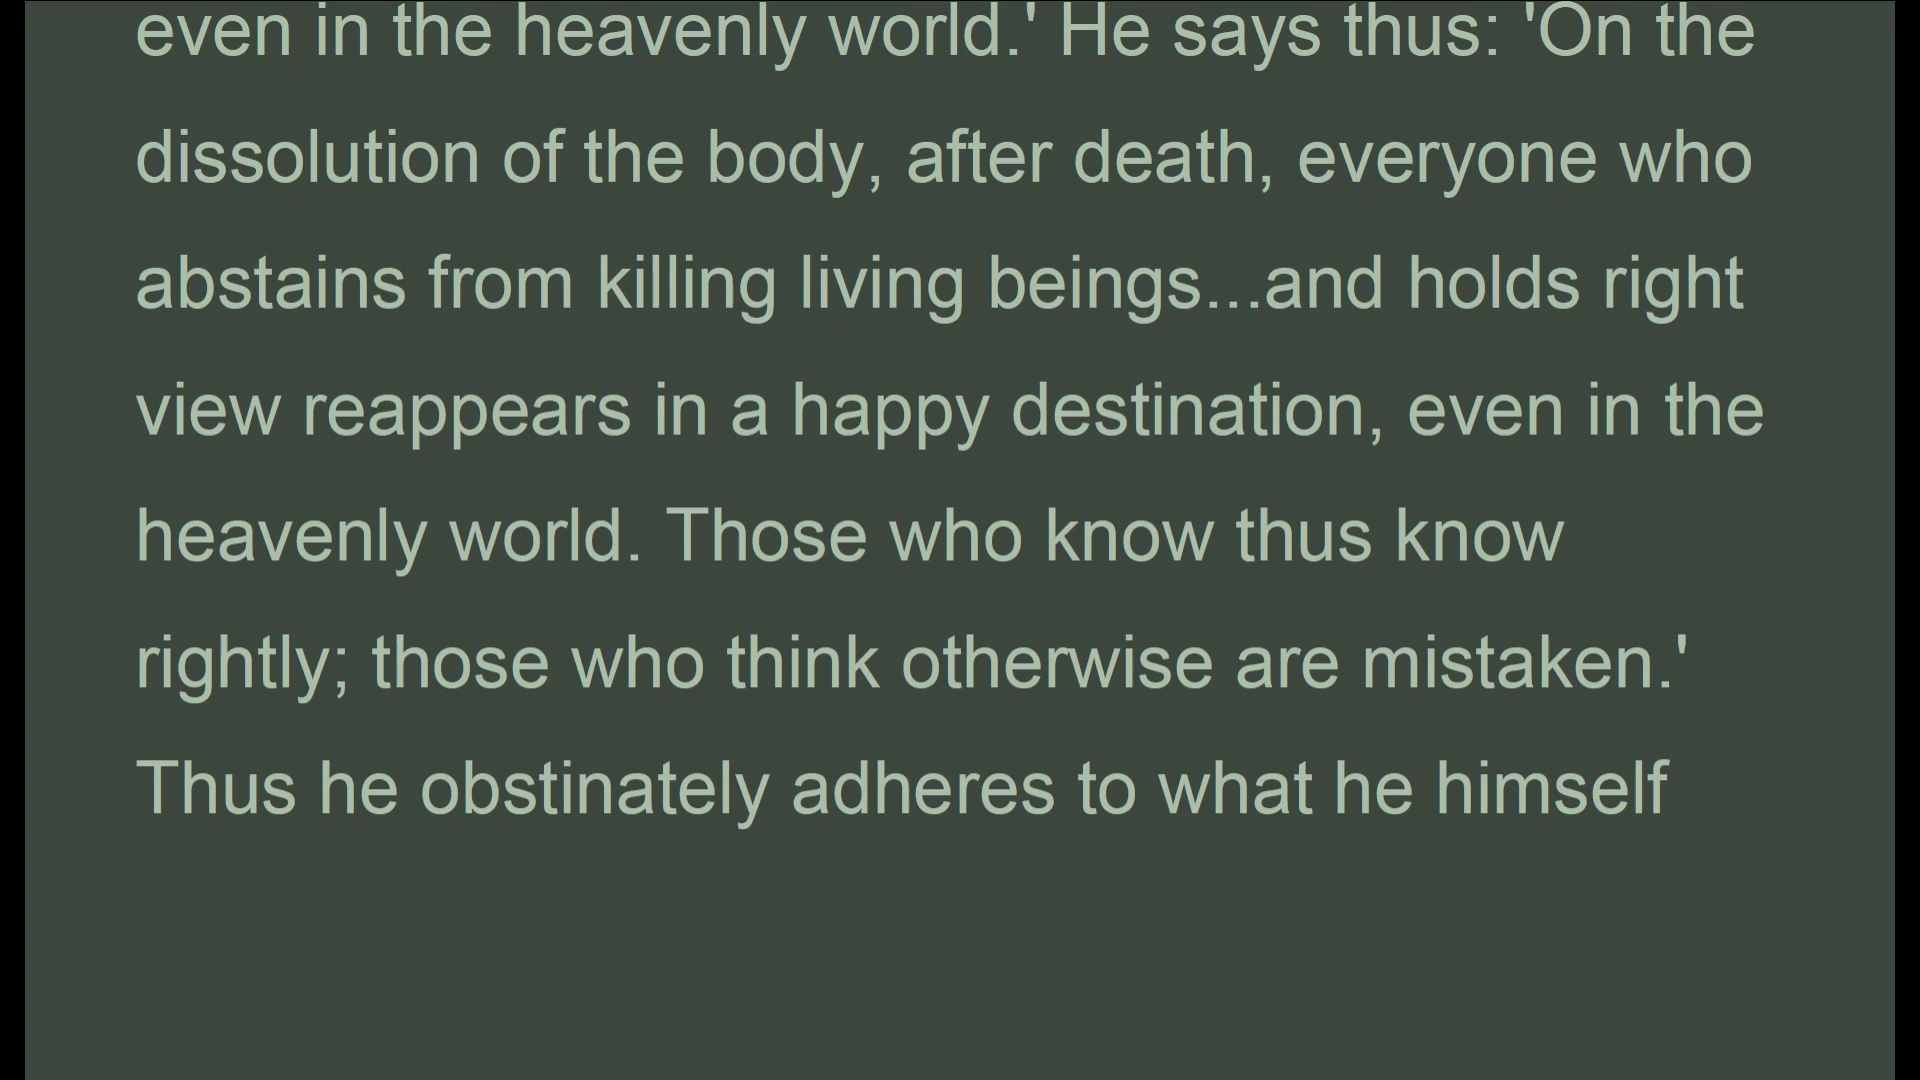 even in the heavenly world.' He says thus: 'On the
dissolution of the body, after death, everyone who
abstains from killing living beings...and holds right
view reappears in a happy destination, even in the
heavenly world. Those who know thus know
rightly; those who think otherwise are mistaken.'
Thus he obstinately adheres to what he himself